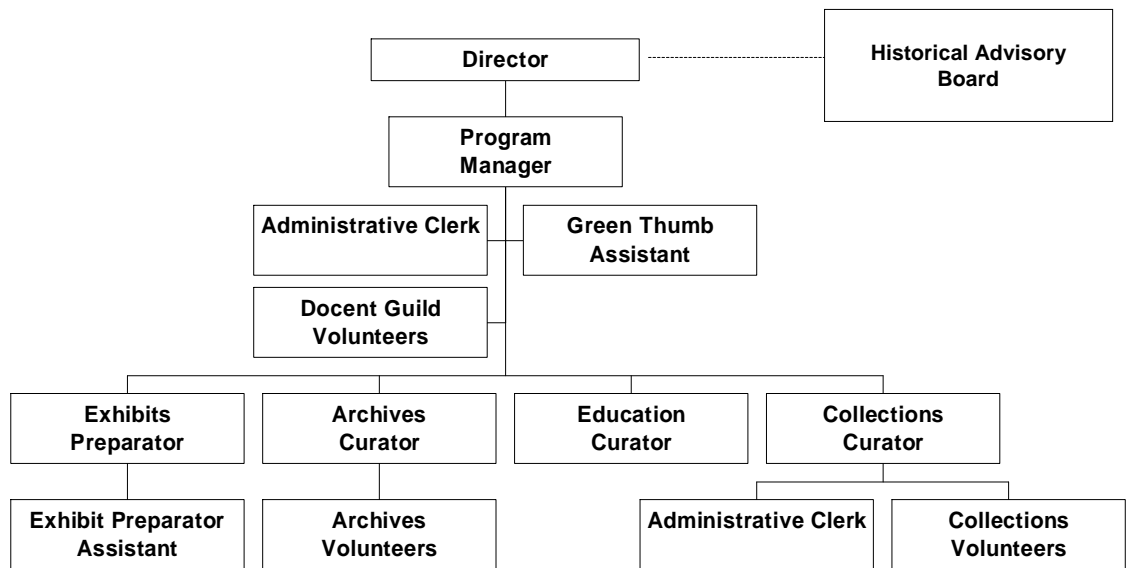 Director
Historical Advisory
Board
Program
Manager
Administrative Clerk
Green Thumb
Assistant
Docent Guild
Volunteers
Exhibits
Preparator
Archives
Curator
Education
Curator
Collections
Curator
Exhibit Preparator
Assistant
Archives
Volunteers
Administrative Clerk
Collections
Volunteers